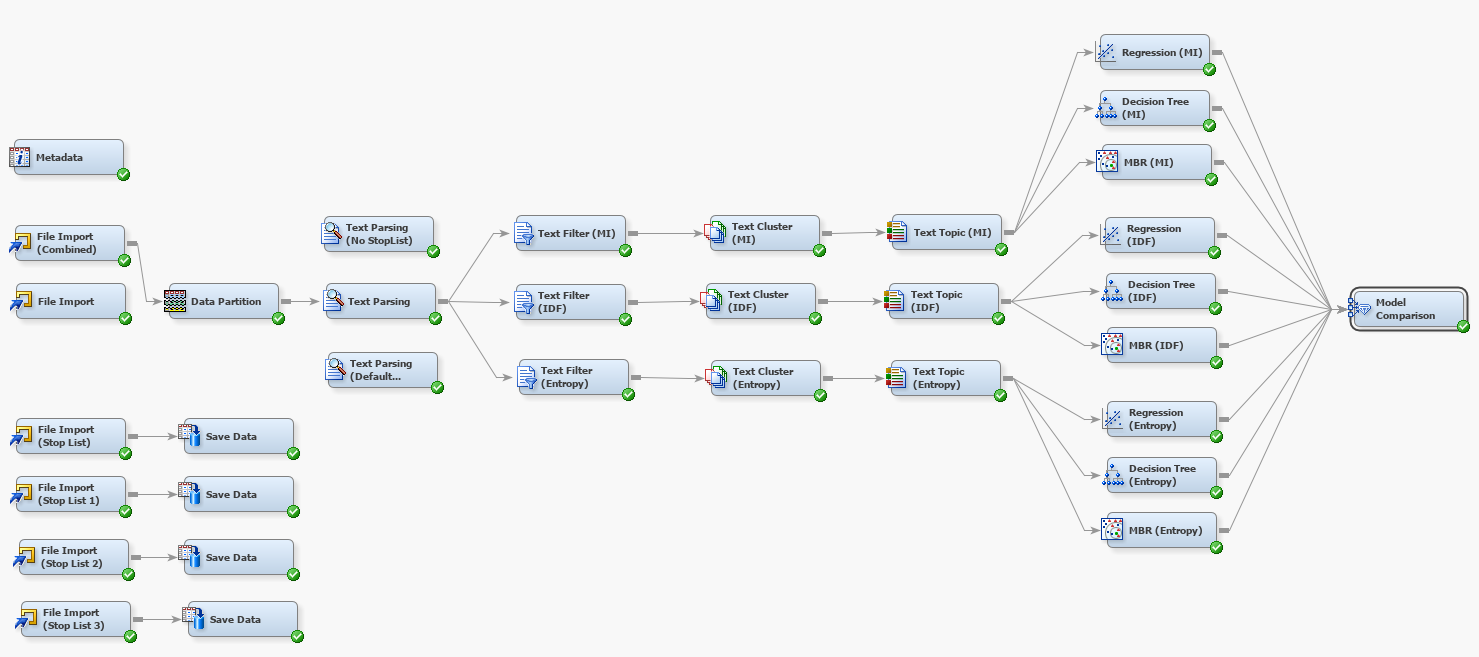 Metadata
File Import
(Combined)
File Import
Data Partition
File Import
(Stop List)
Save Data
File Import
(Stop List 1)
Save Data
File Import
(Stop List 2)
Save Data
File Import
(Stop List 3)
Save Data
Text Parsing
(No StopList)
Text Parsing
Text Parsing
(Default...
Text Filter (MI)
Text Cluster
(MI)
Text Topic (MI)
Text Filter
(IDF)
Text Cluster
(IDF)
Text Topic
(IDF)
Text Filter
(Entropy)
Text Cluster
(Entropy)
Text Topic
(Entropy)
Regression (MI)
Decision Tree
(MI)
MBR (MI)
Regression
(IDF)
Decision Tree
(IDF)
MBR (IDF)
Regression
(Entropy)
Decision Tree
(Entropy)
MBR (Entropy)
Model
Comparison